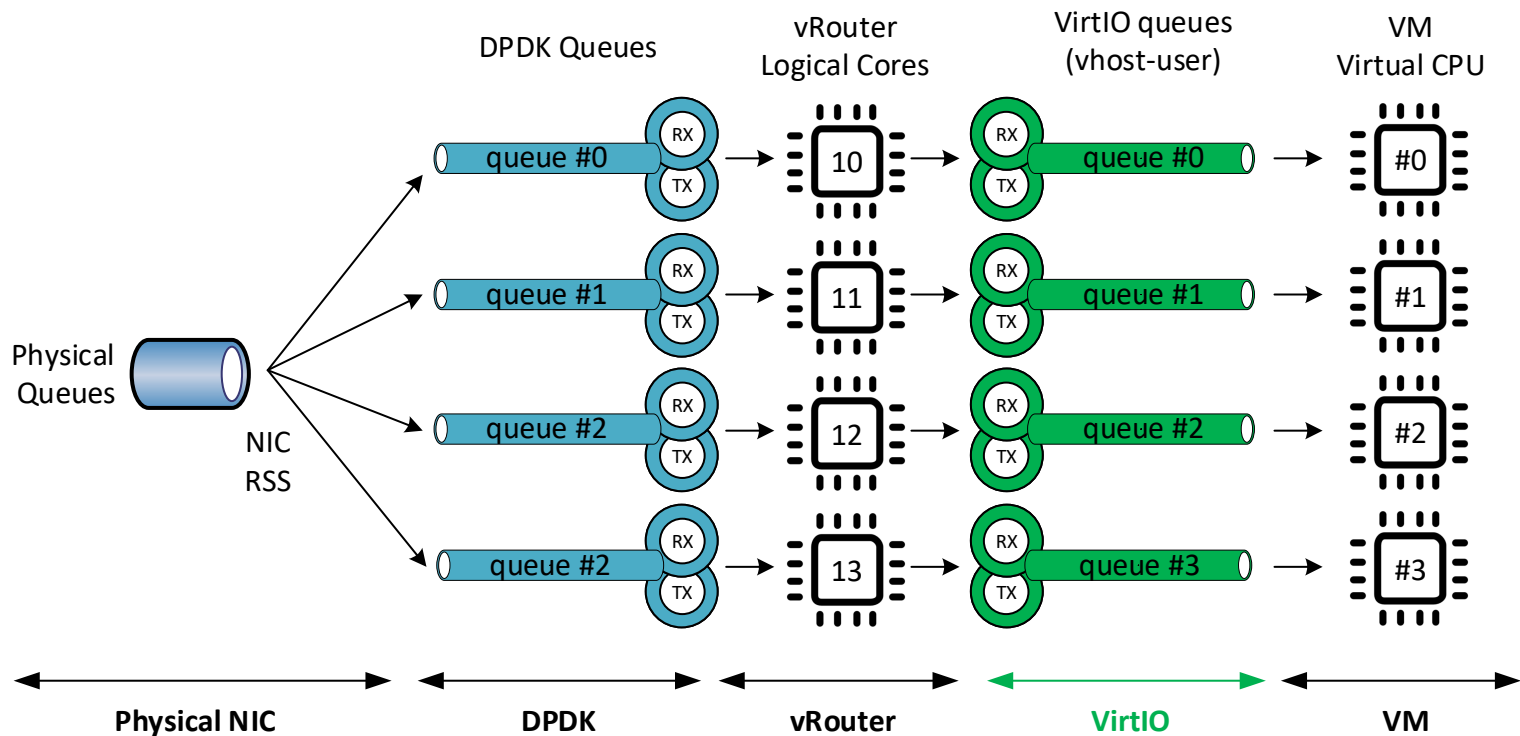 DPDK Queues
vRouter
Logical Cores
VirtIO queues
(vhost-user)
VM
Virtual CPU
queue #0
RX
TX
10
RX
TX
queue #0
#0
queue #1
RX
TX
11
RX
TX
queue #1
#1
Physical
Queues
NIC
RSS
queue #2
RX
TX
12
RX
TX
queue #2
#2
queue #2
RX
TX
13
RX
TX
queue #3
#3
Physical NIC
DPDK
vRouter
VirtIO
VM